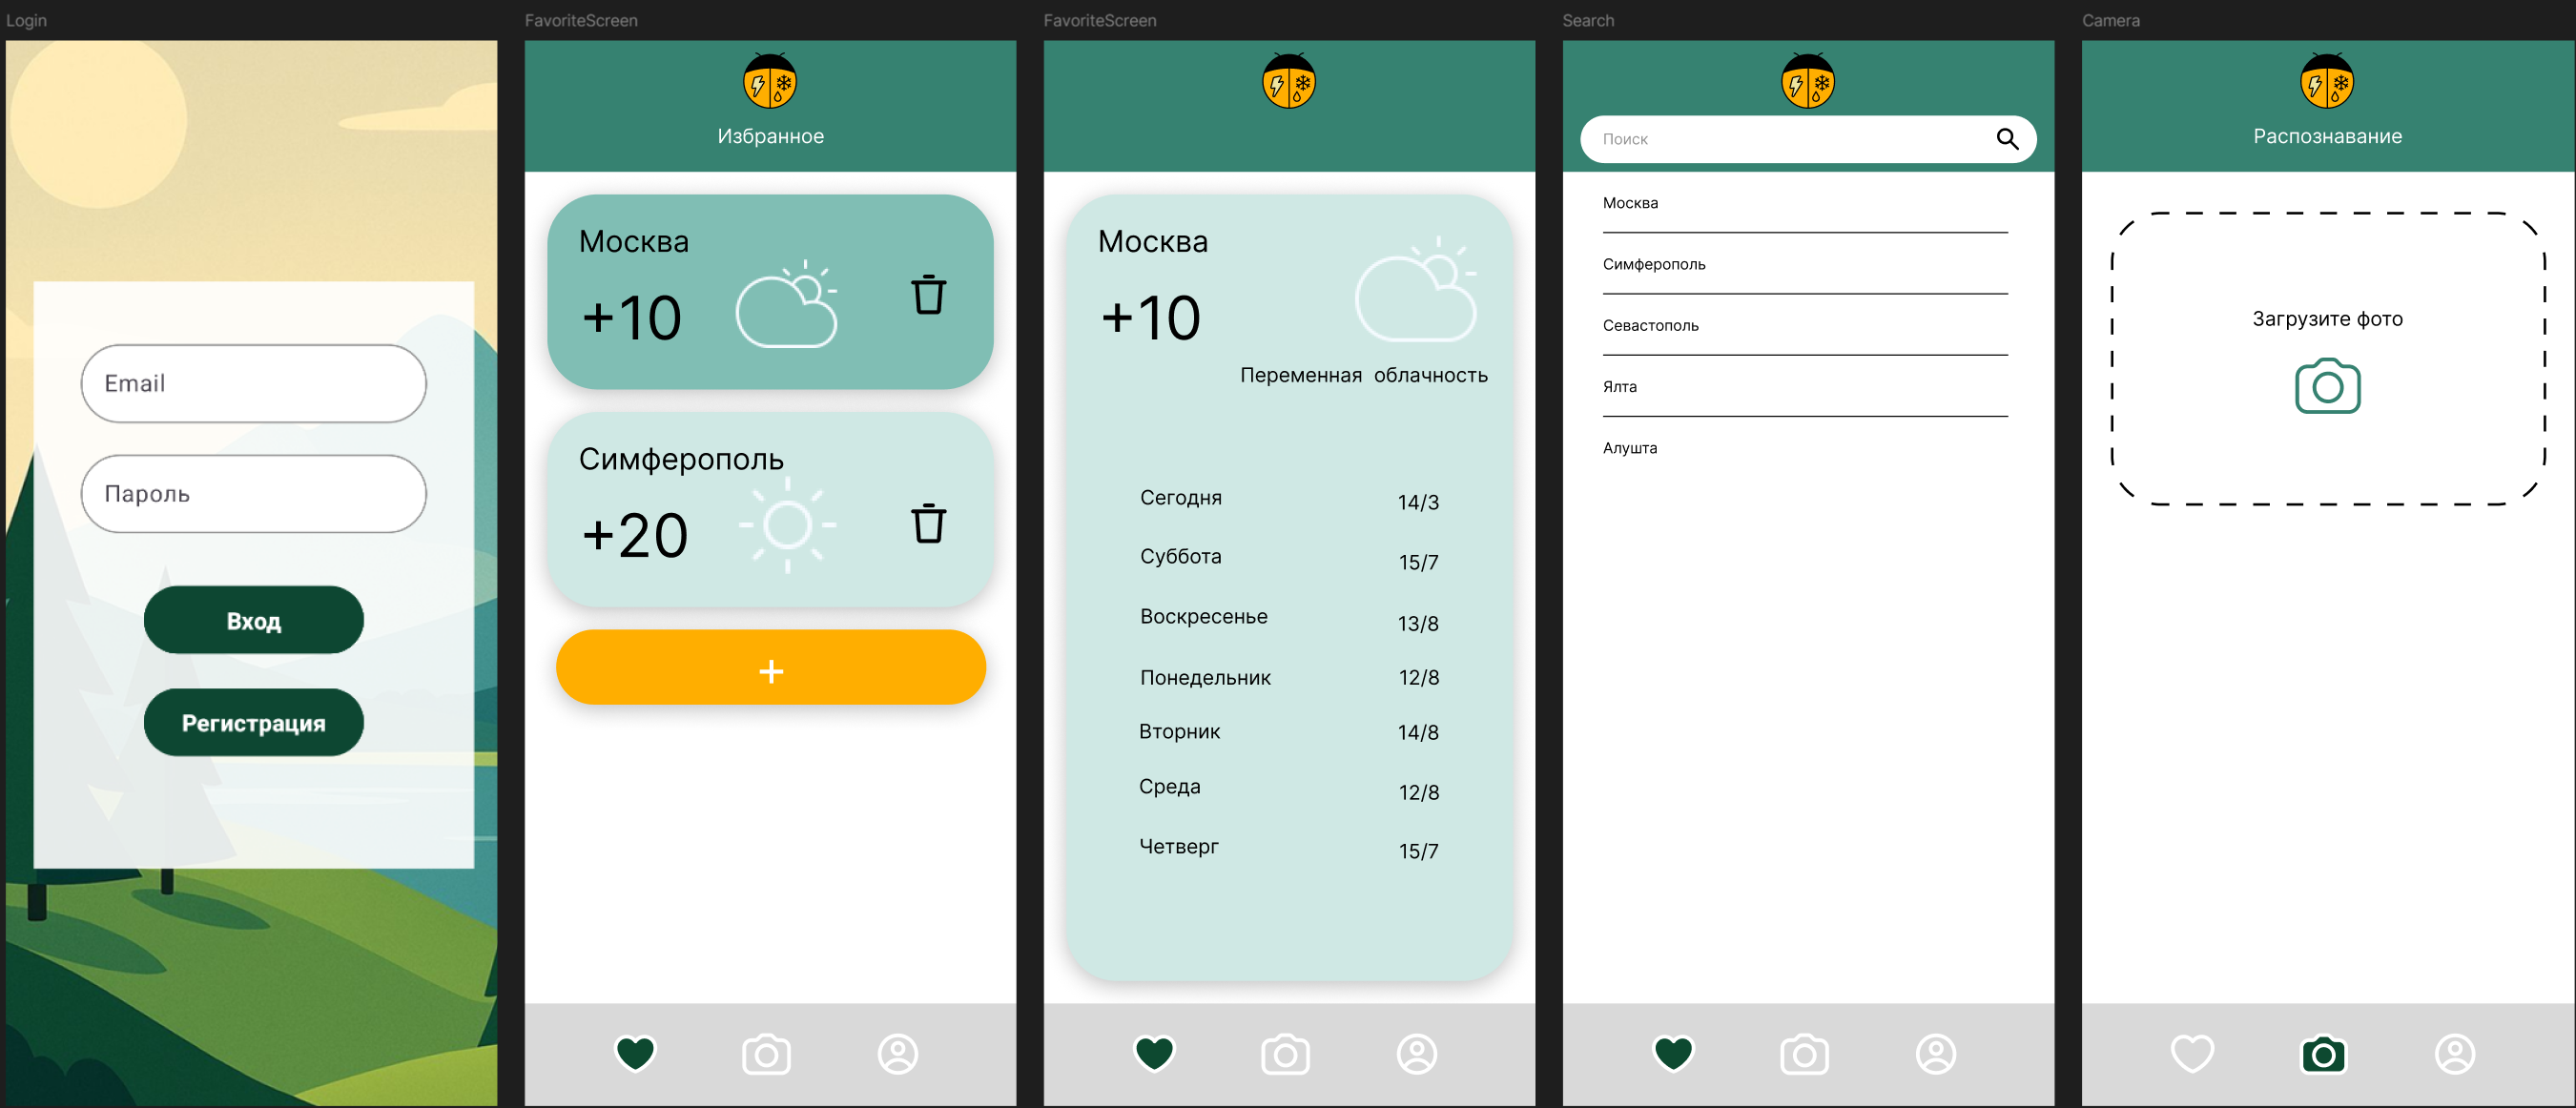 Login
Email
Пароль
Вход
Регистрация
FavoriteScreen
Избранное
Москва
+10
Симферополь
+20
+
FavoriteScreen
Москва
+10
Переменная облачность
Сегодня 14/3
Суббота 15/7
Воскресенье 13/8
Понедельник 12/8
Вторник 14/8
Среда 12/8
Четверг 15/7
Search
Поиск
Москва
Симферополь
Севастополь
Ялта
Алушта
Camera
Распознавание
Загрузите фото